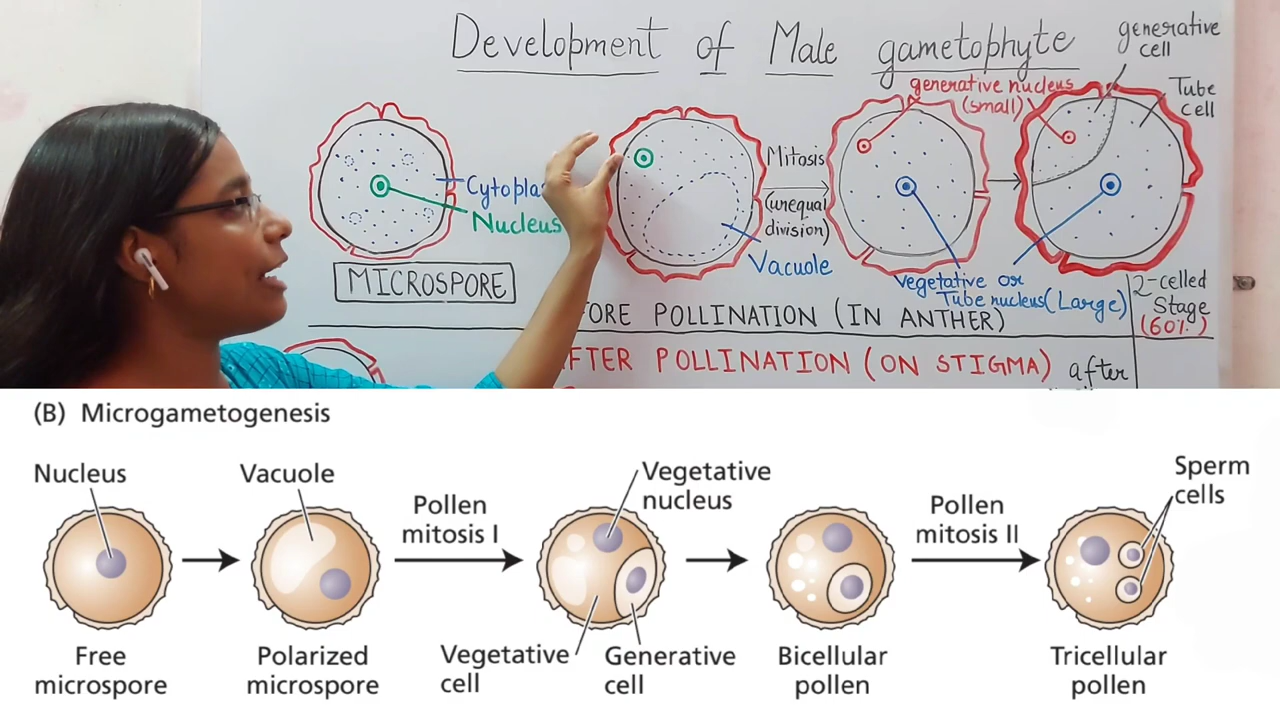 Development of Male gametophyte
generative
cell
generative nucleus
(small)
Tube
cell
Nucleus
MICROSPORE
Mitosis
(unequal
division)
Vacuole
Vegetative or
Tube nucleus (Large)
2-celled
Stage
(60%)
POLLINATION (IN ANTHER)
POLLINATION (ON STIGMA) after
(B) Microgametogenesis
Nucleus
Vacuole
Pollen
mitosis I
Vegetative
nucleus
Pollen
mitosis II
Sperm
cells
Free
microspore
Polarized
microspore
Vegetative
cell
Generative
cell
Bicellular
pollen
Tricellular
pollen